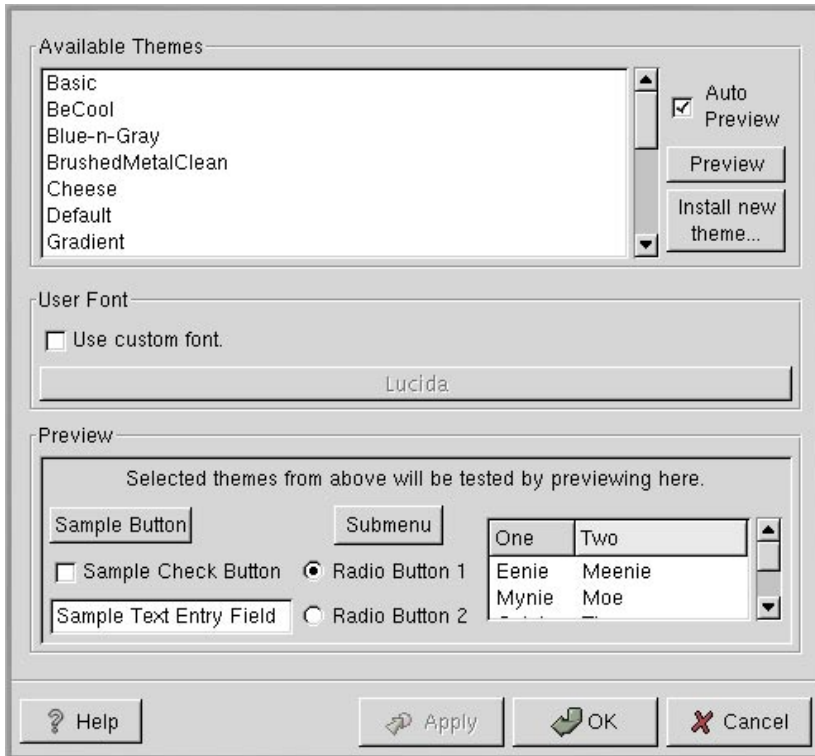 Available Themes
Basic
BeCool
Blue-n-Gray
BrushedMetalClean
Cheese
Default
Gradient
Auto
Preview
Preview
Install new
theme...
User Font
Use custom font.
Lucida
Preview
Selected themes from above will be tested by previewing here.
Sample Button
Submenu
One Two
Sample Check Button
Radio Button 1
Eenie Meenie
Mynie Moe
Sample Text Entry Field
Radio Button 2
Help
Apply
OK
Cancel